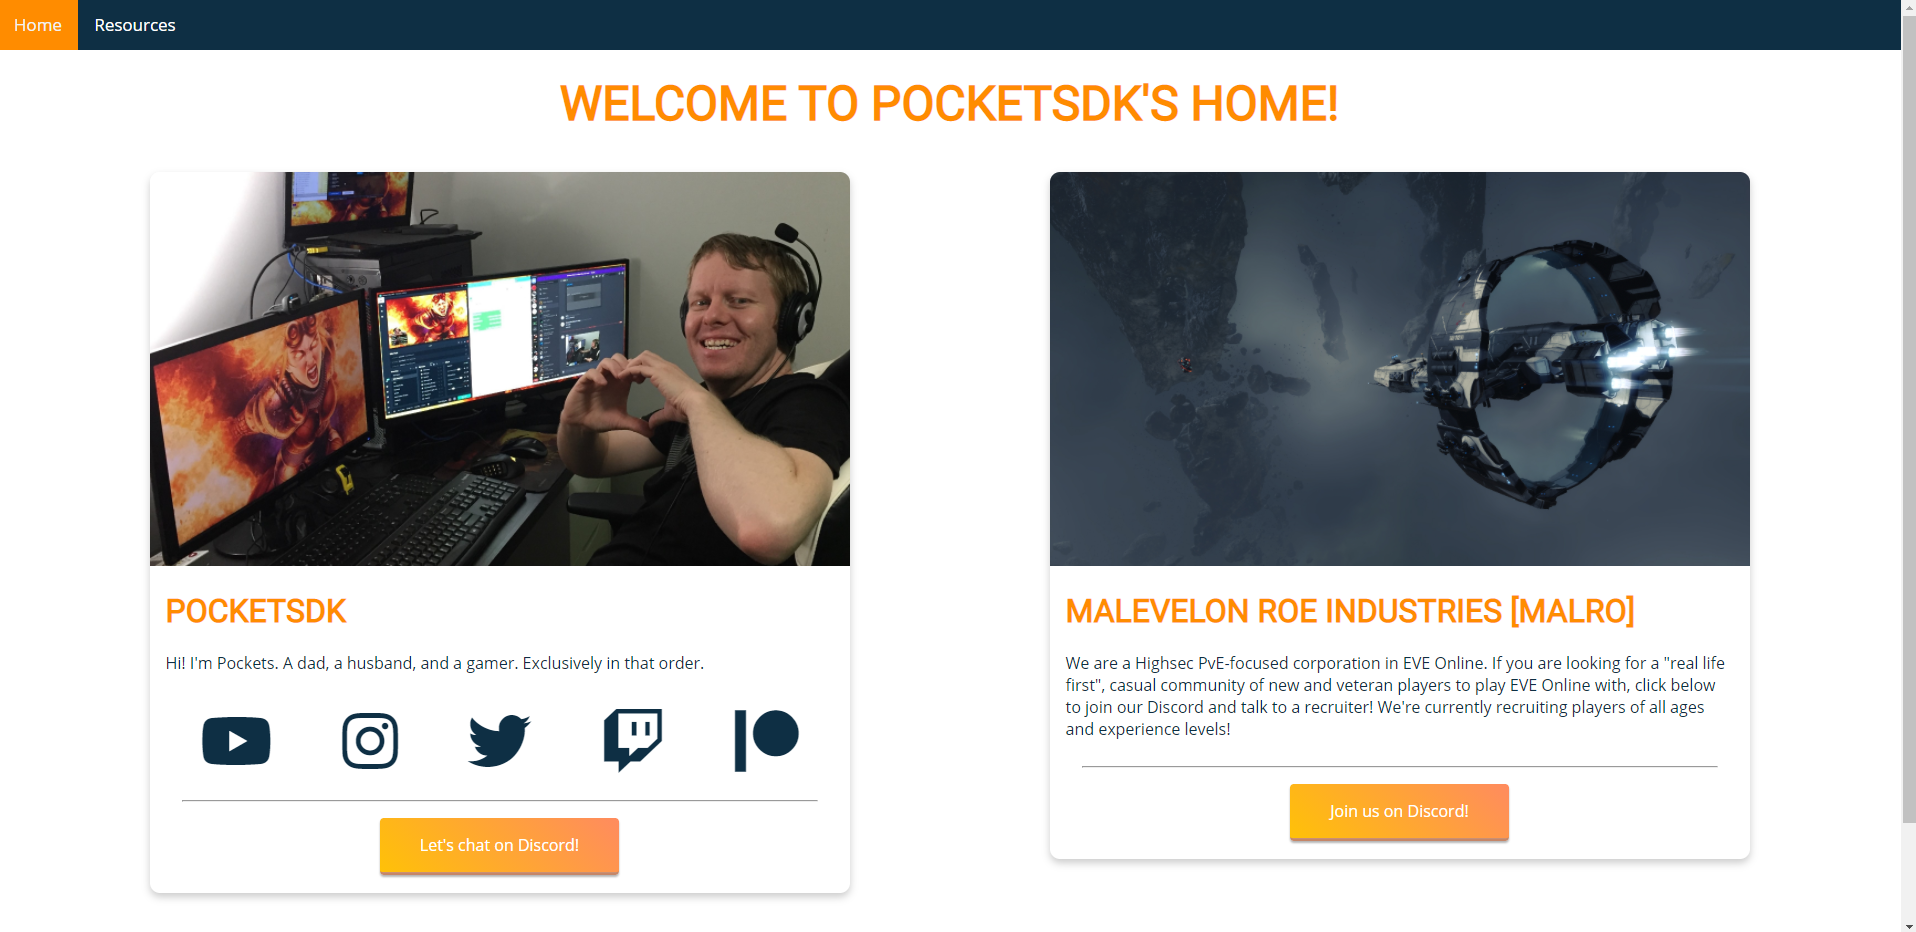 Home
Resources
WELCOME TO POCKETSDK'S HOME!
POCKETSDK
Hi! I'm Pockets. A dad, a husband, and a gamer. Exclusively in that order.
Let's chat on Discord!
MALEVELON ROE INDUSTRIES [MALRO]
We are a Highsec PvE-focused corporation in EVE Online. If you are looking for a "real life
first", casual community of new and veteran players to play EVE Online with, click below
to join our Discord and talk to a recruiter! We're currently recruiting players of all ages
and experience levels!
Join us on Discord!